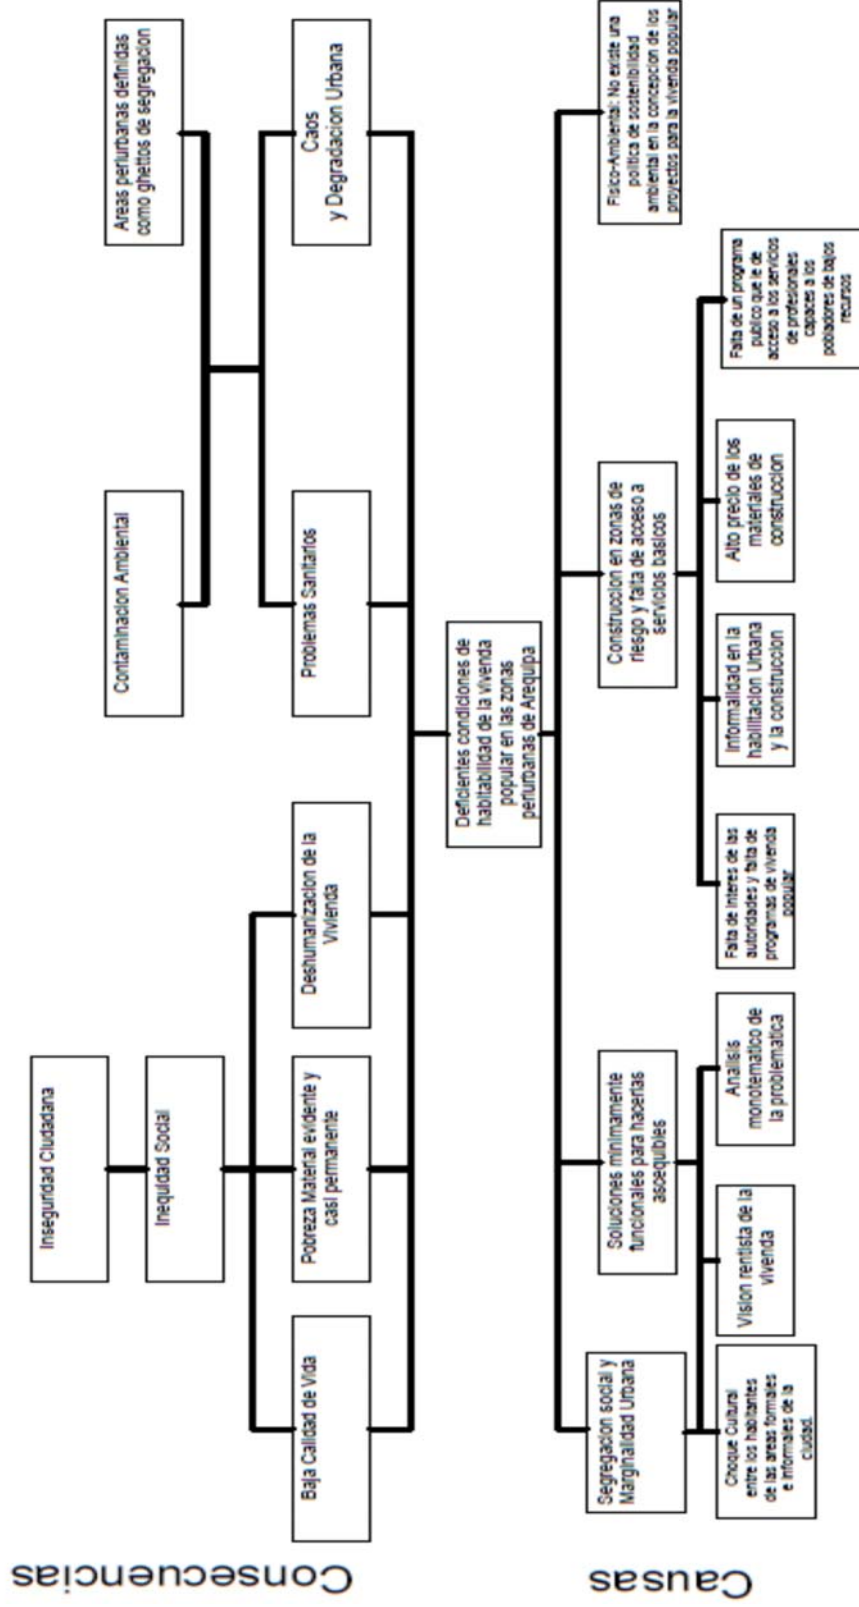 Consecuencias
Inseguridad Ciudadana
Inequidad Social
Contaminacion Ambiental
Areas periurbanas definidas
como ghettos de segregacion
Baja Calidad de Vida
Pobreza Material evidente y
casi permanente
Deshumanizacion de la
Vivienda
Problemas Sanitarios
Caos
y Degradacion Urbana
Deficientes condiciones de
habitabilidad de la vivenda
popular en las zonas
periurbanas de Arequipa
Causas
Segregacion social y
Marginalidad Urbana
Soluciones minimamente
funcionales para hacerlas
ascequibles
Construccion en zonas de
riesgo y falta de acceso a
servicios basicos
Fisico-Ambiental: No existe una
politica de sostenibilidad
ambiental en la concepcion de los
proyectos para la vivenda popular
Choque Cultural
entre los habitantes
de las areas formales
e informales de la
ciudad.
Vision rentista de la
vivenda
Analisis
monotematico de
la problematica
Falta de interes de las
autoridades y falta de
programas de vivenda
popular
Informalidad en la
habilitacion Urbana
y la construccion
Alto precio de los
materiales de
construccion
Falta de un programa
publico que le de
acceso a los servicios
de profesionales
capaces a los
pobladores de bajos
recursos